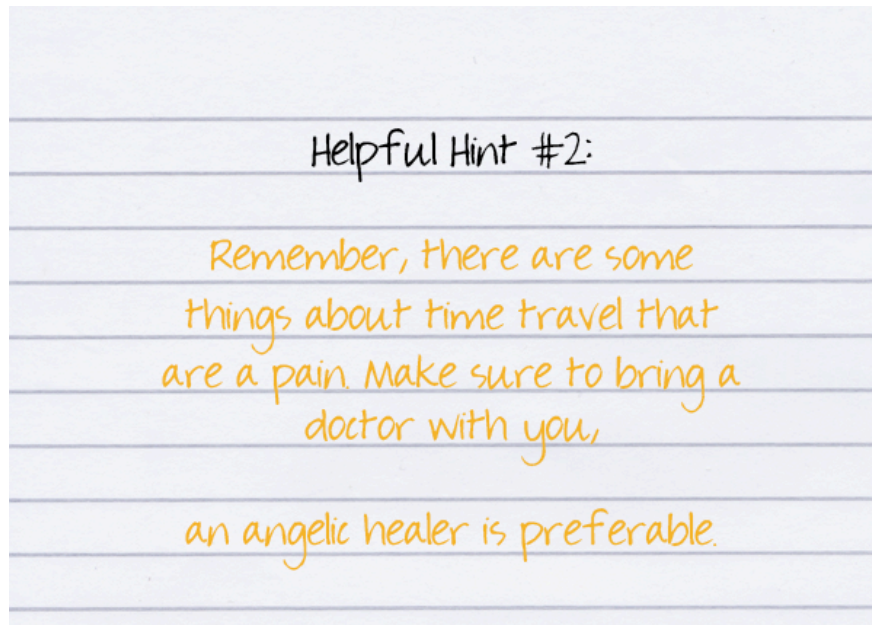 Helpful Hint #2:
Remember, there are some
things about time travel that
are a pain. Make sure to bring a
doctor with you,
an angelic healer is preferable.